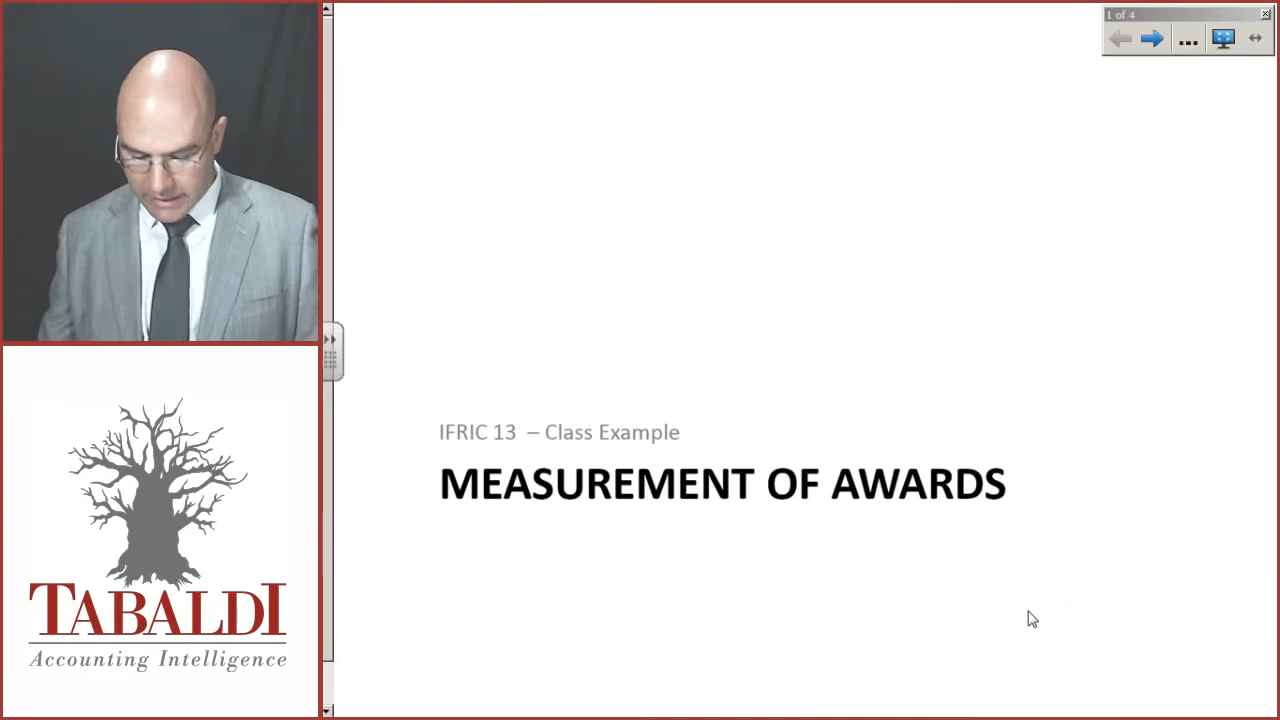 1 of 4
IFRIC 13 – Class Example
MEASUREMENT OF AWARDS
TABALDI
Accounting Intelligence